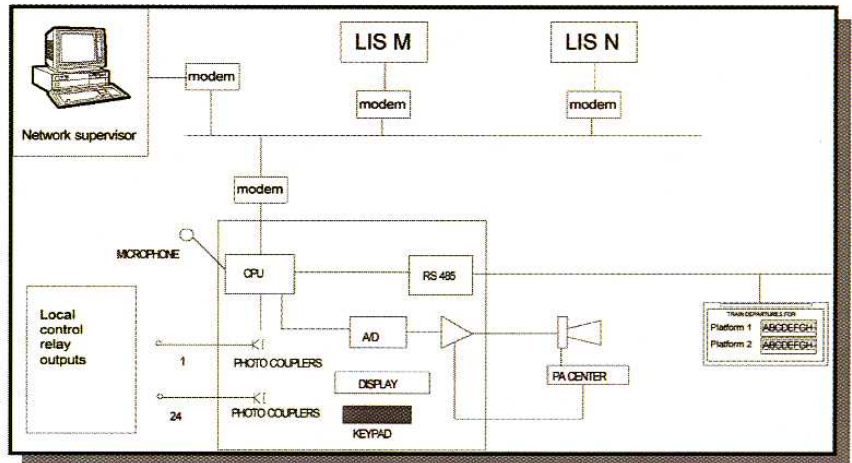 LIS M
LIS N
modem
modem
modem
Network supervisor
modem
MICROPHONE
CPU
RS 485
Local
control
relay
outputs
TRAIN DEPARTURES FOR
Platform 1 ABCDEFGH
Platform 2 ABCDEFGH
A/D
1
PHOTO COUPLERS
PA CENTER
DISPLAY
24
PHOTO COUPLERS
KEYPAD